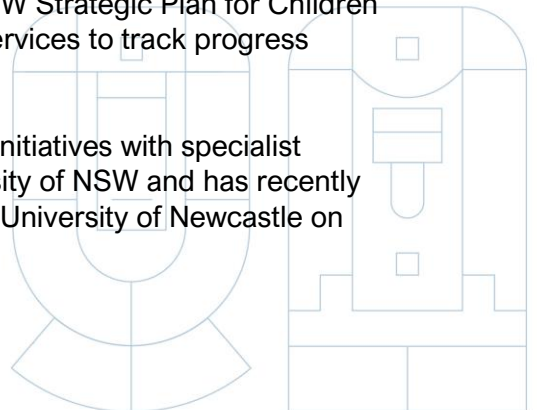 W Strategic Plan for Children
ervices to track progress
nitiatives with specialist
sity of NSW and has recently
University of Newcastle on